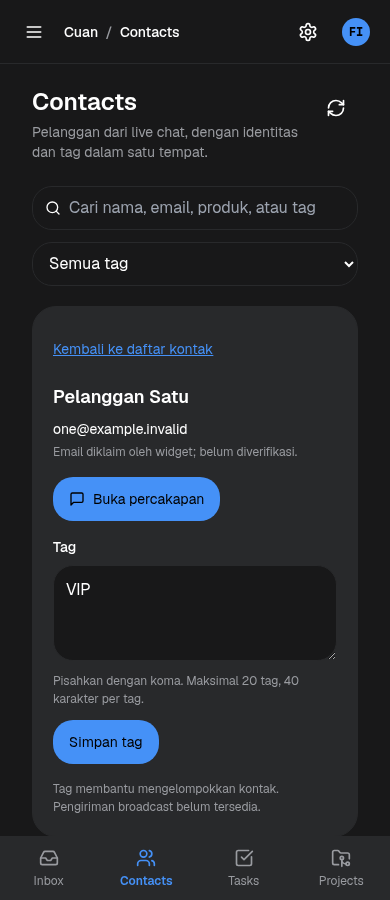 Cuan / Contacts
FI
Contacts
Pelanggan dari live chat, dengan identitas
dan tag dalam satu tempat.
Cari nama, email, produk, atau tag
Semua tag
Kembali ke daftar kontak
Pelanggan Satu
one@example.invalid
Email diklaim oleh widget; belum diverifikasi.
Buka percakapan
Tag
VIP
Pisahkan dengan koma. Maksimal 20 tag, 40
karakter per tag.
Simpan tag
Tag membantu mengelompokkan kontak.
Pengiriman broadcast belum tersedia.
Inbox
Contacts
Tasks
Projects